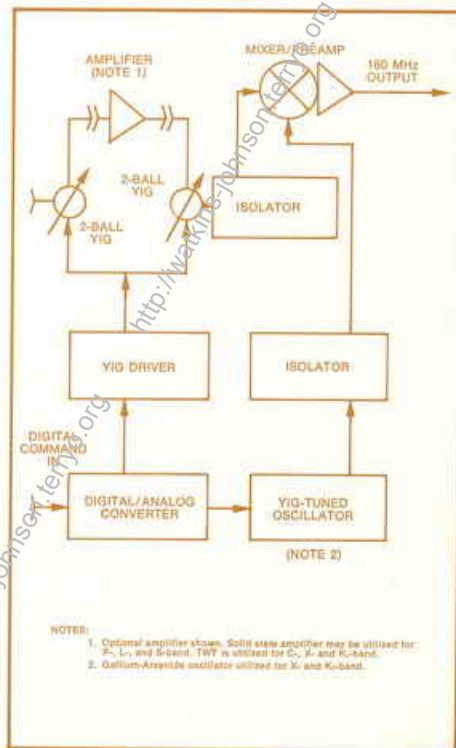 MIXER/PREAMP
AMPLIFIER
(NOTE 1)
160 MHz
OUTPUT
2-BALL
YIG
2-BALL
YIG
ISOLATOR
YIG DRIVER
ISOLATOR
DIGITAL
COMMAND
IN
DIGITAL/ANALOG
CONVERTER
YIG-TUNED
OSCILLATOR
(NOTE 2)
NOTES:
1. Optional amplifier shown. Solid state amplifier may be utilized for
P-, L-, and S-band. TWT is utilized for C-, X- and Kᵤ-band.
2. Gallium-Arsenide oscillator utilized for X- and Kᵤ-band.
http://watkins-johnson.terryg.org
johnson.terryg.org